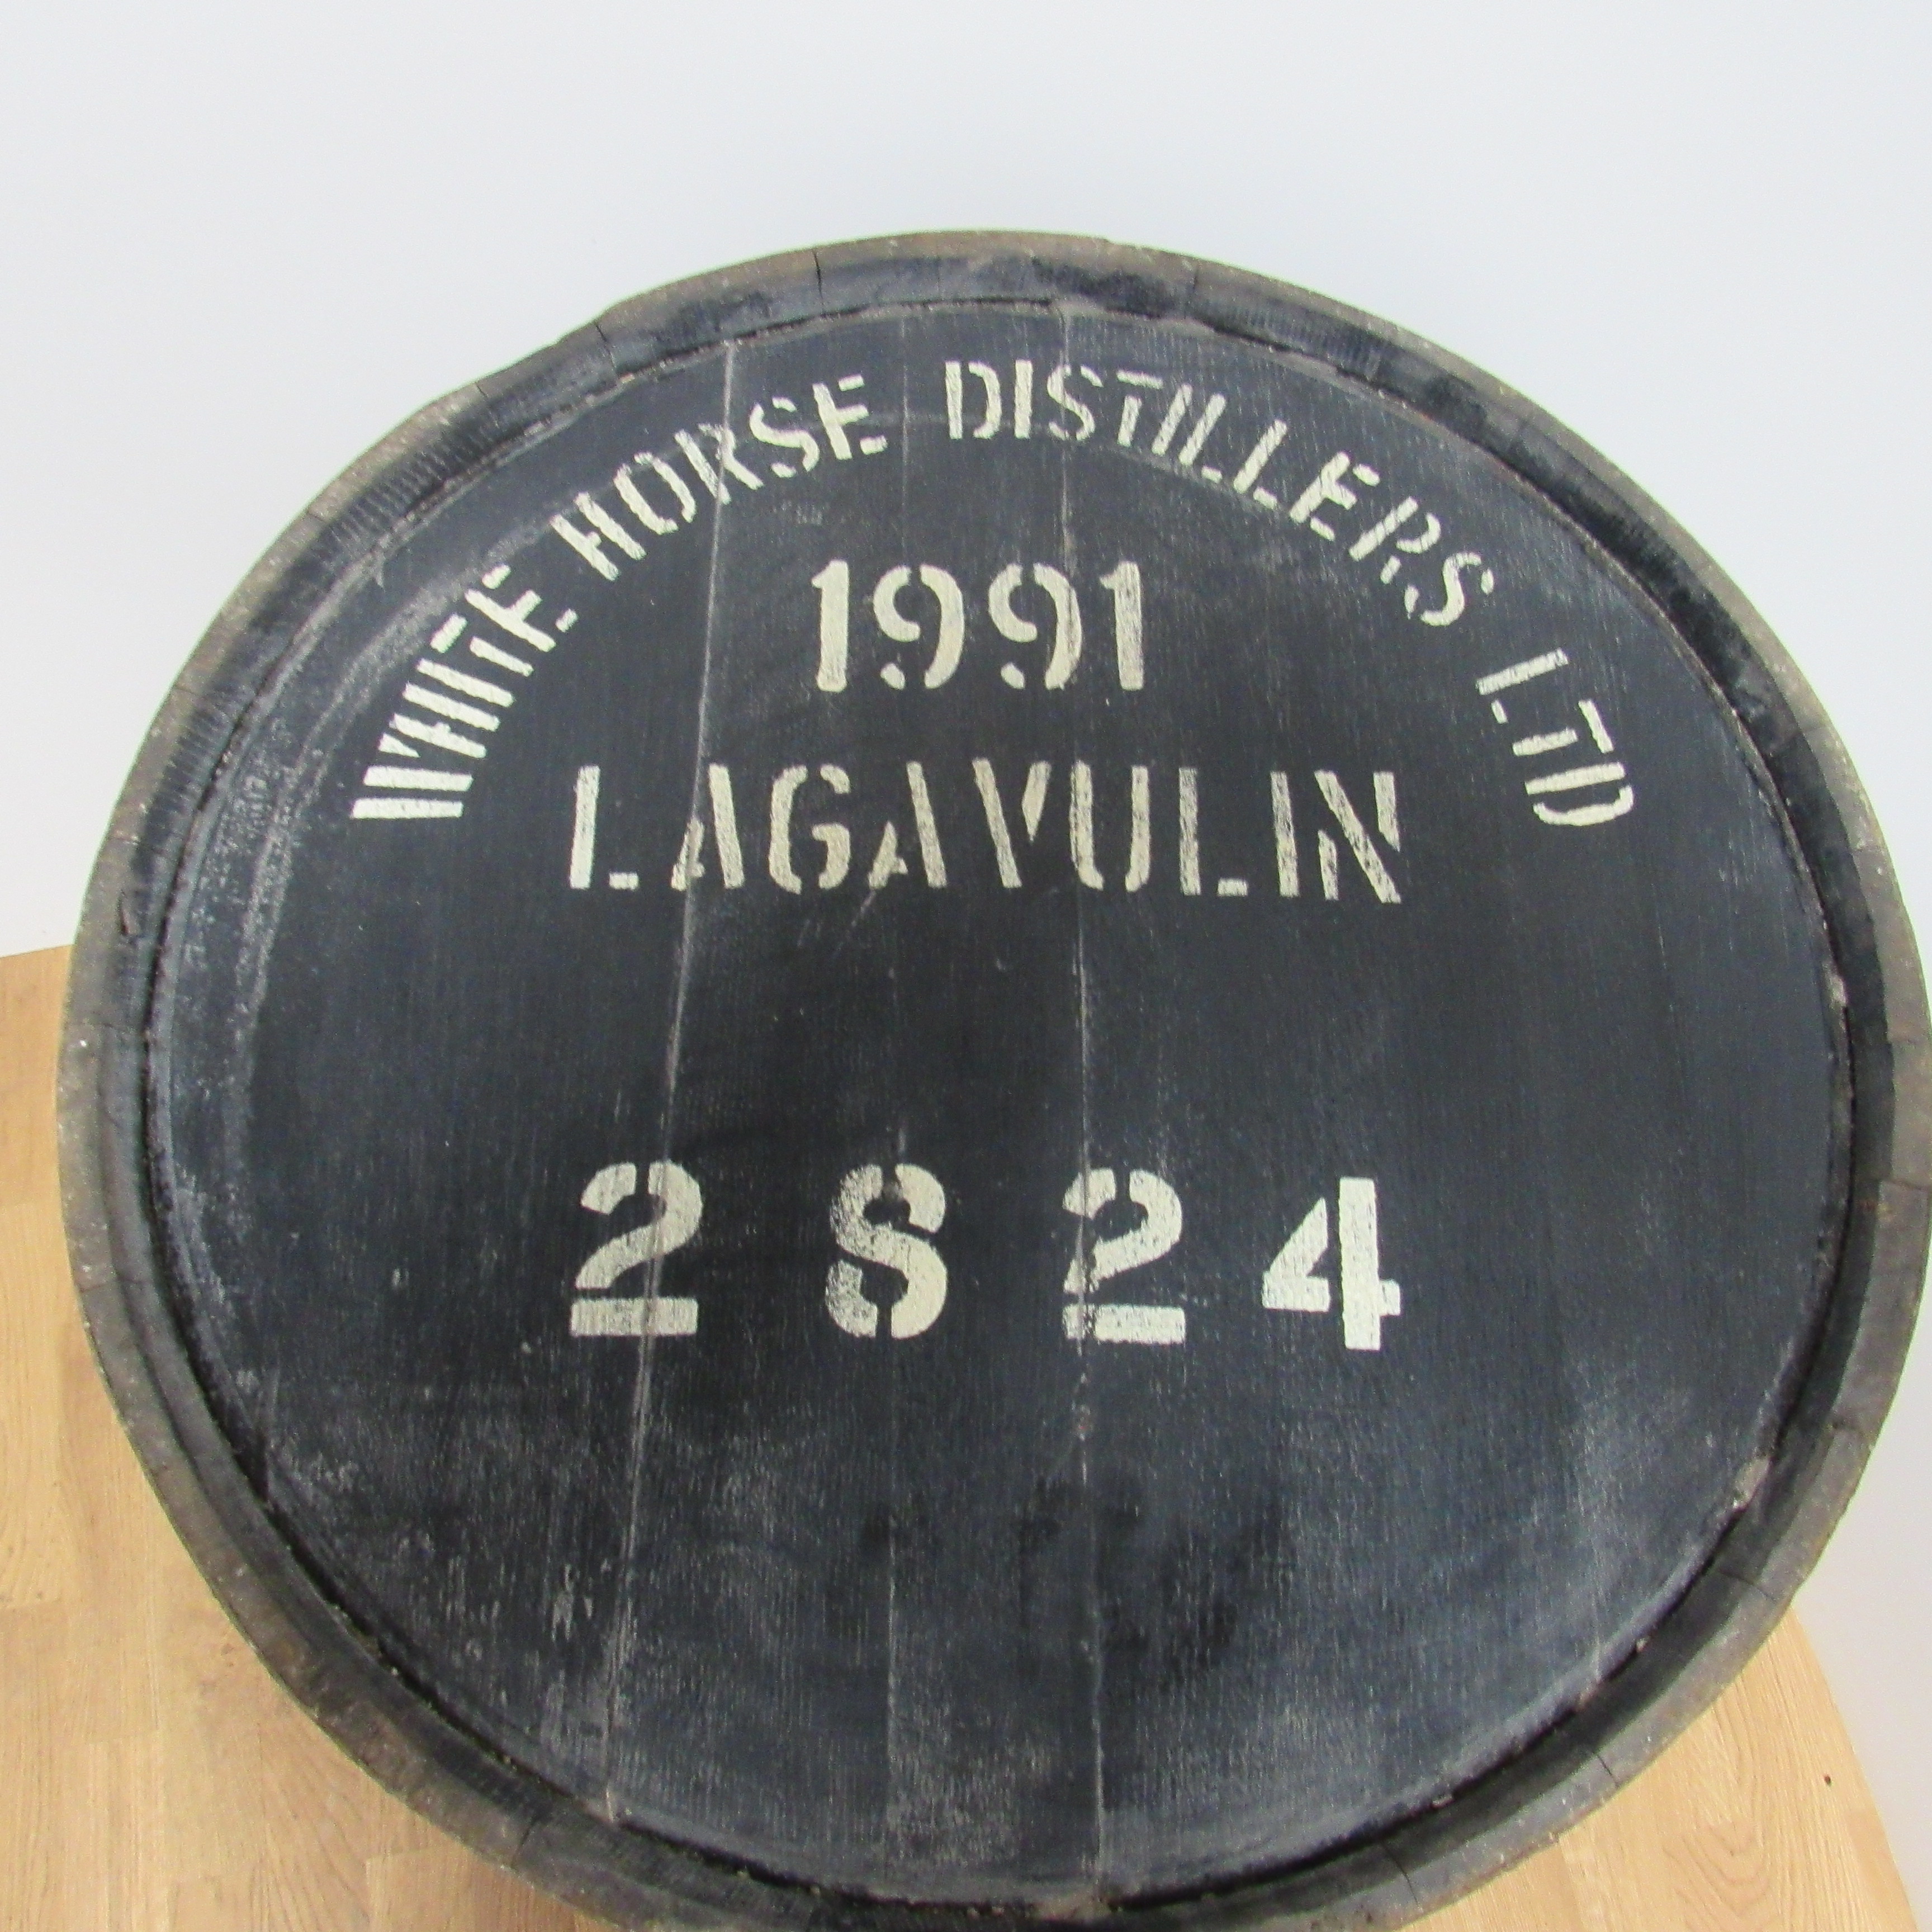 WHITE HORSE DISTILLERS LTD
1991
LAGAVULIN
2824